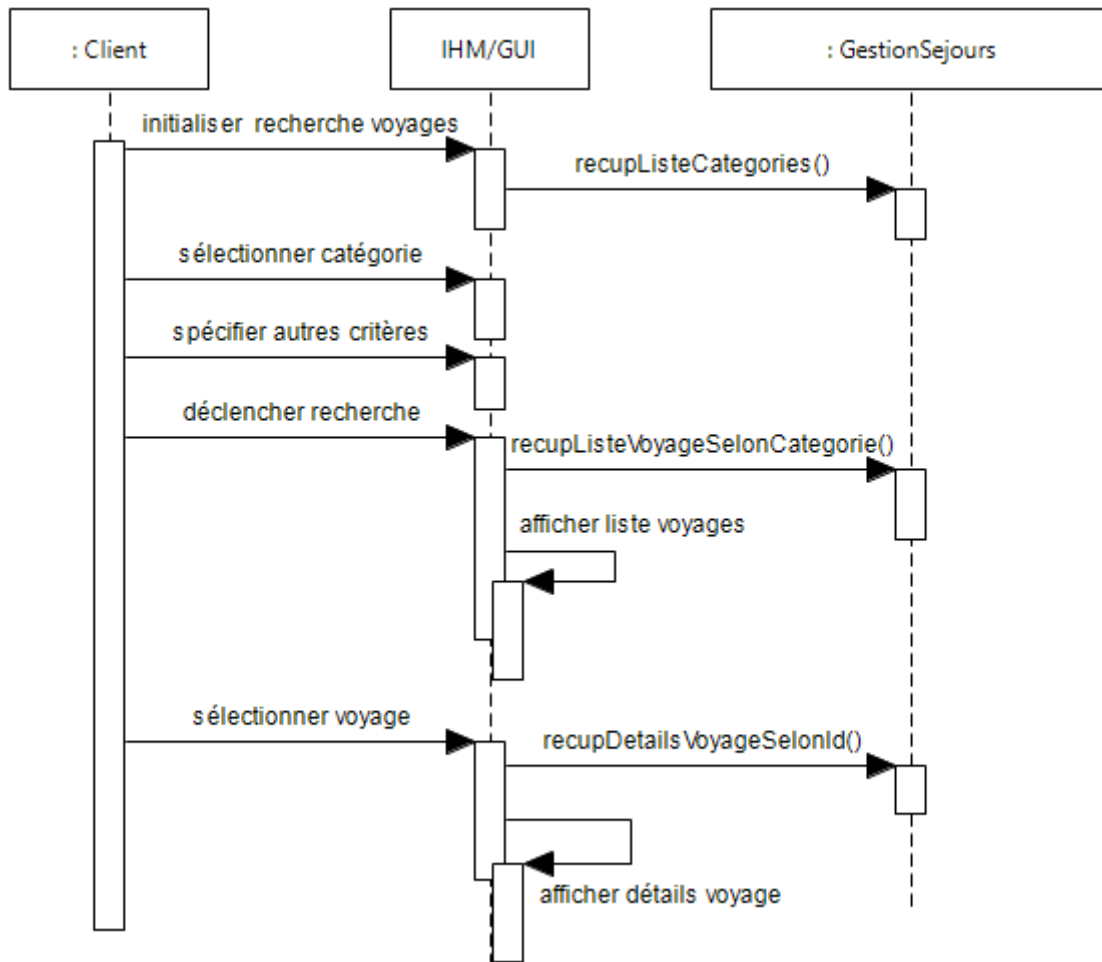 : Client
IHM/GUI
: GestionSejours
initialiser recherche voyages
recupListeCategories()
sélectionner catégorie
spécifier autres critères
déclencher recherche
recupListeVoyageSelonCategorie()
afficher liste voyages
sélectionner voyage
recupDetailsVoyageSelonId()
afficher détails voyage